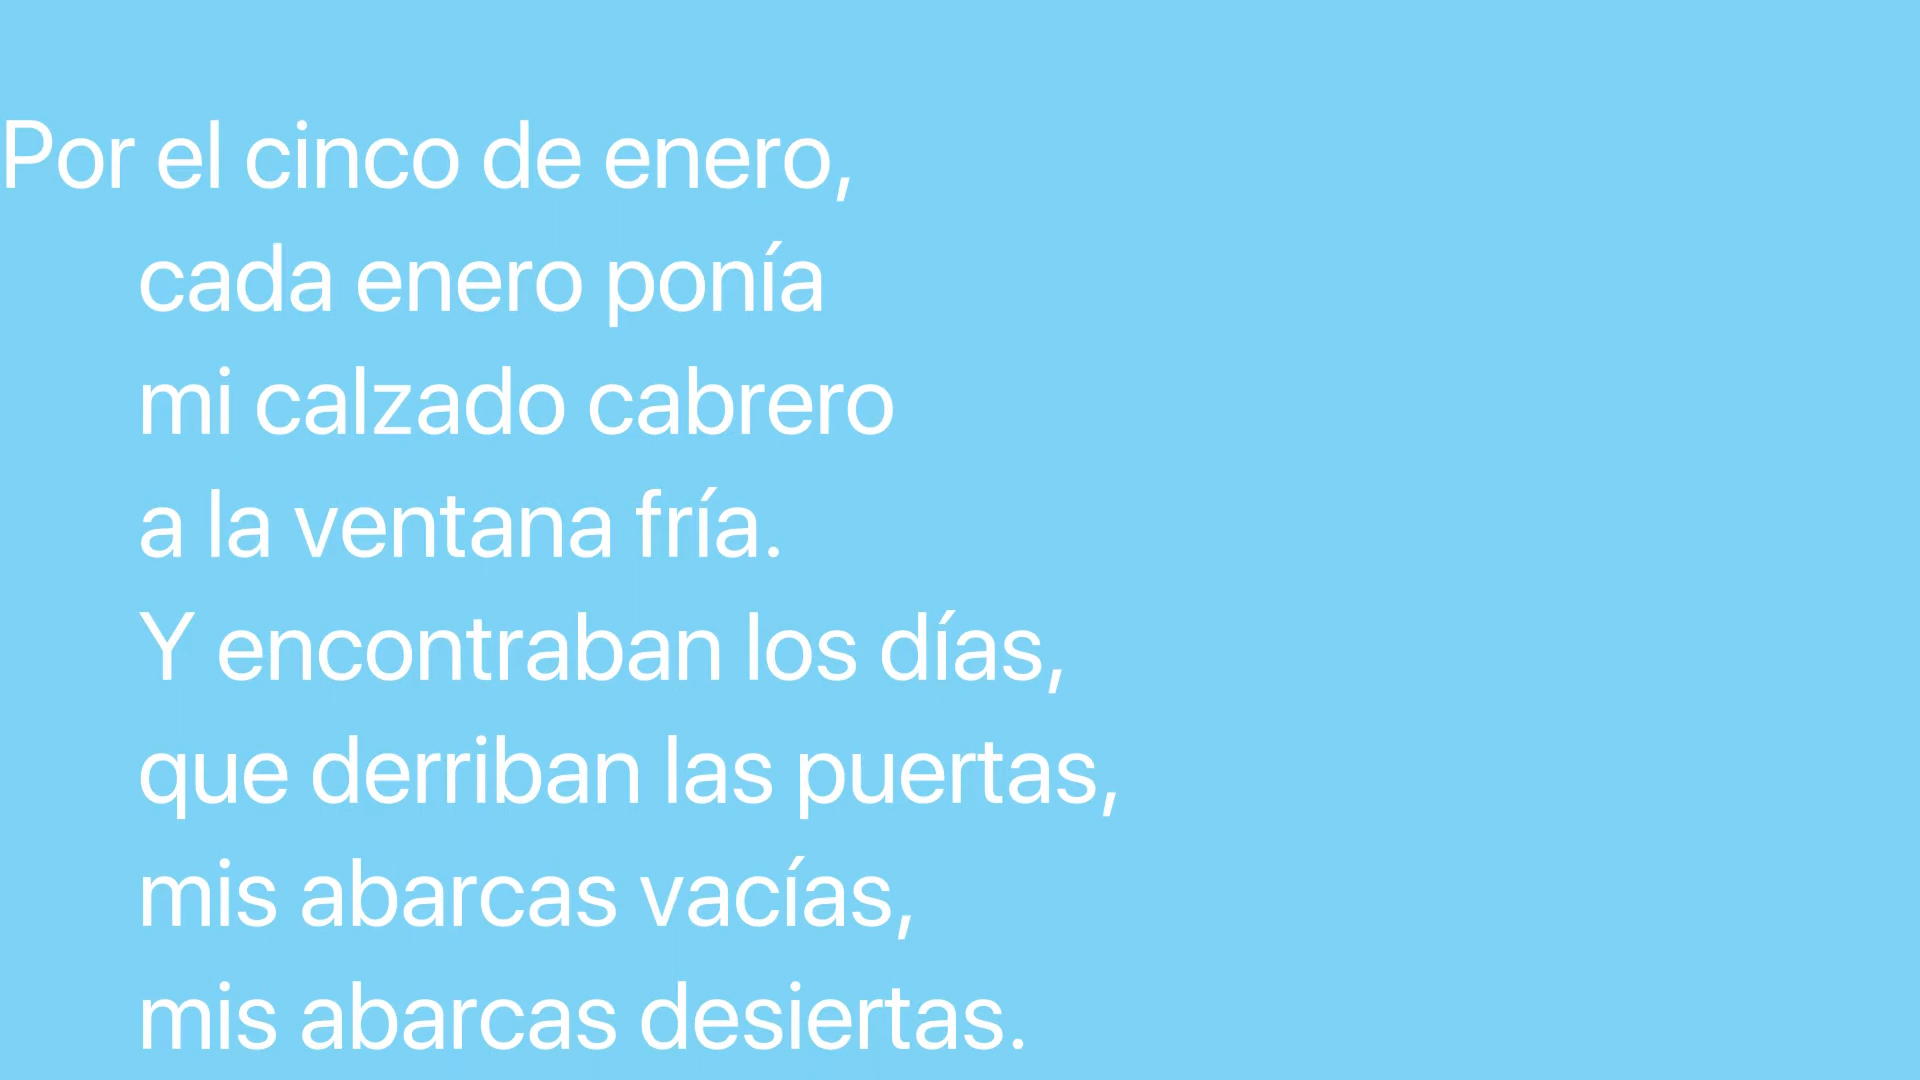 Por el cinco de enero,
cada enero ponía
mi calzado cabrero
a la ventana fría.
Y encontraban los días,
que derriban las puertas,
mis abarcas vacías,
mis abarcas desiertas.